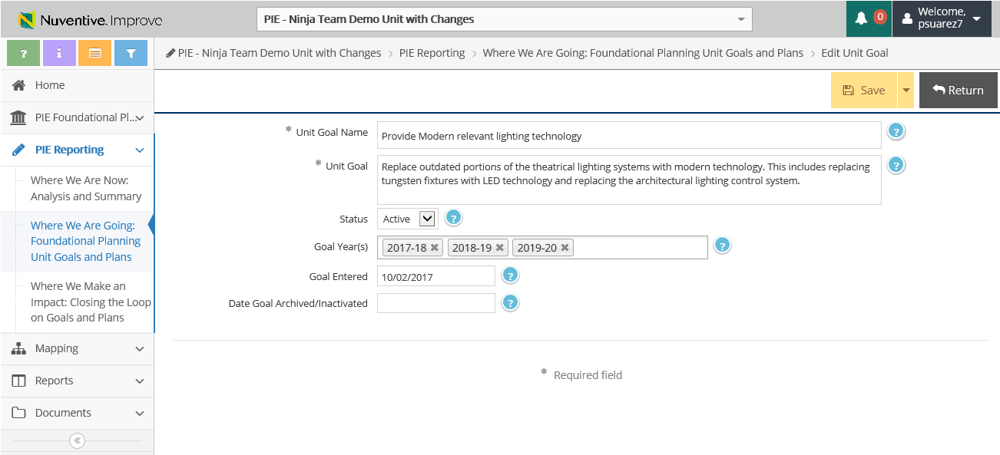 Nuventive. Improve
PIE - Ninja Team Demo Unit with Changes
0
Welcome,
psuarez7
?
i
PIE - Ninja Team Demo Unit with Changes > PIE Reporting > Where We Are Going: Foundational Planning Unit Goals and Plans > Edit Unit Goal
Home
PIE Foundational Pl...
PIE Reporting
Where We Are Now:
Analysis and Summary
Where We Are Going:
Foundational Planning
Unit Goals and Plans
Where We Make an
Impact: Closing the Loop
on Goals and Plans
Mapping
Reports
Documents
Save
Return
* Unit Goal Name
Provide Modern relevant lighting technology
?
* Unit Goal
Replace outdated portions of the theatrical lighting systems with modern technology. This includes replacing
tungsten fixtures with LED technology and replacing the architectural lighting control system.
?
Status
Active
?
Goal Year(s)
2017-18 ✖ 2018-19 ✖ 2019-20 ✖
?
Goal Entered
10/02/2017
?
Date Goal Archived/Inactivated
?
* Required field